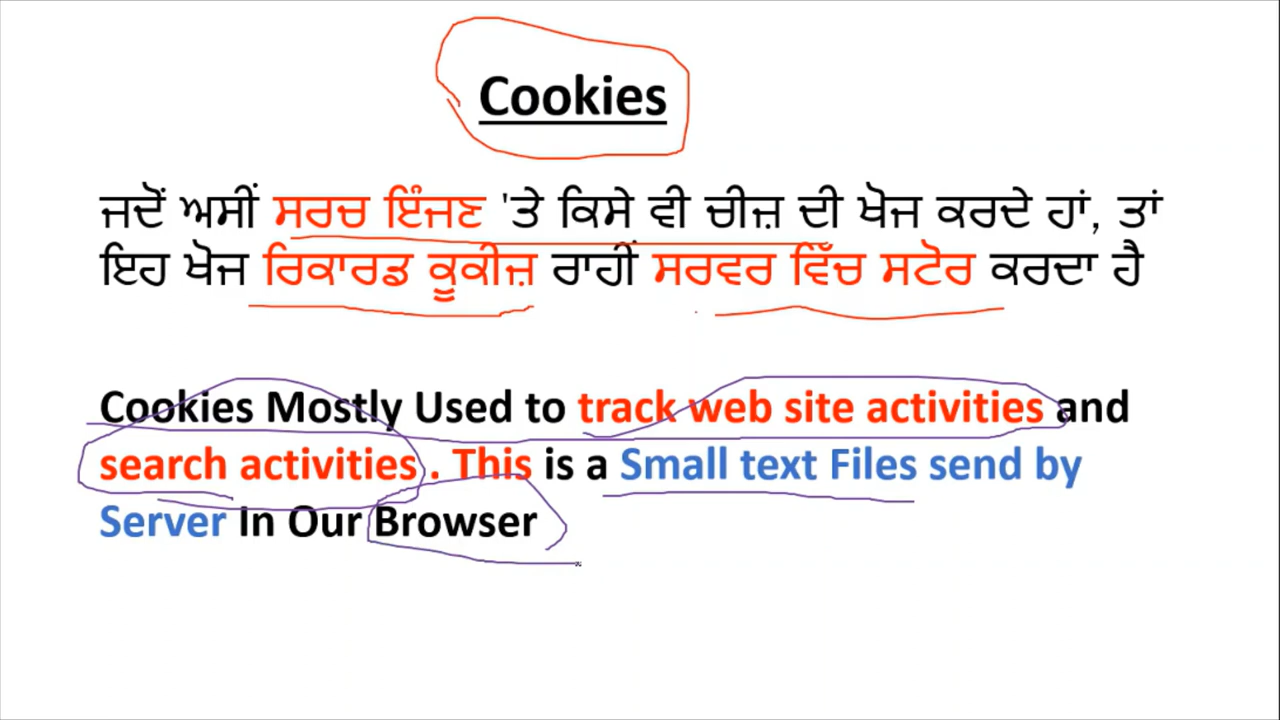 Cookies
ਜਦੋਂ ਅਸੀਂ ਸਰਚ ਇੰਜਣ 'ਤੇ ਕਿਸੇ ਵੀ ਚੀਜ਼ ਦੀ ਖੋਜ ਕਰਦੇ ਹਾਂ, ਤਾਂ
ਇਹ ਖੋਜ ਰਿਕਾਰਡ ਕੂਕੀਜ਼ ਰਾਹੀਂ ਸਰਵਰ ਵਿੱਚ ਸਟੋਰ ਕਰਦਾ ਹੈ
Cookies Mostly Used to track web site activities and
search activities . This is a Small text Files send by
Server In Our Browser